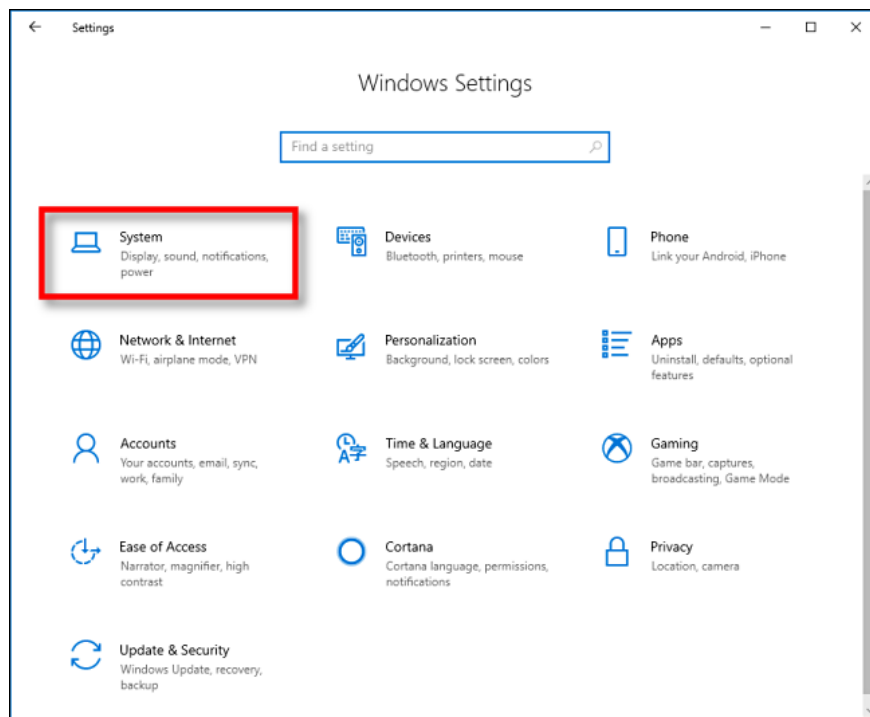 Settings
Windows Settings
Find a setting
System
Display, sound, notifications,
power
Devices
Bluetooth, printers, mouse
Phone
Link your Android, iPhone
Network & Internet
Wi-Fi, airplane mode, VPN
Personalization
Background, lock screen, colors
Apps
Uninstall, defaults, optional
features
Accounts
Your accounts, email, sync,
work, family
Time & Language
Speech, region, date
Gaming
Game bar, captures,
broadcasting, Game Mode
Ease of Access
Narrator, magnifier, high
contrast
Cortana
Cortana language, permissions,
notifications
Privacy
Location, camera
Update & Security
Windows Update, recovery,
backup